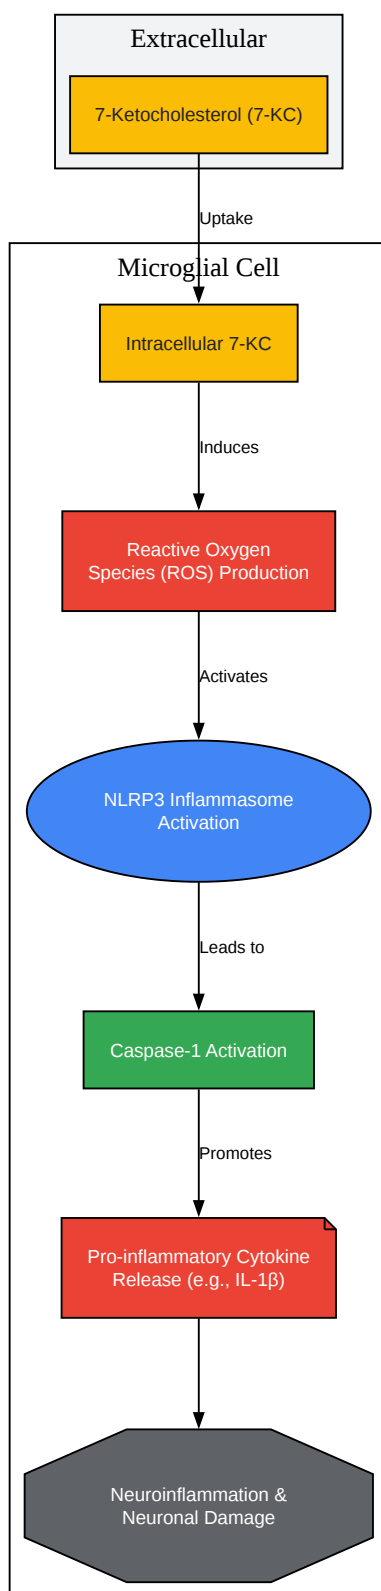 Extracellular
7-Ketocholesterol (7-KC)
Uptake
Microglial Cell
Intracellular 7-KC
Induces
Reactive Oxygen
Species (ROS) Production
Activates
NLRP3 Inflammasome
Activation
Leads to
Caspase-1 Activation
Promotes
Pro-inflammatory Cytokine
Release (e.g., IL-1β)
Neuroinflammation &
Neuronal Damage